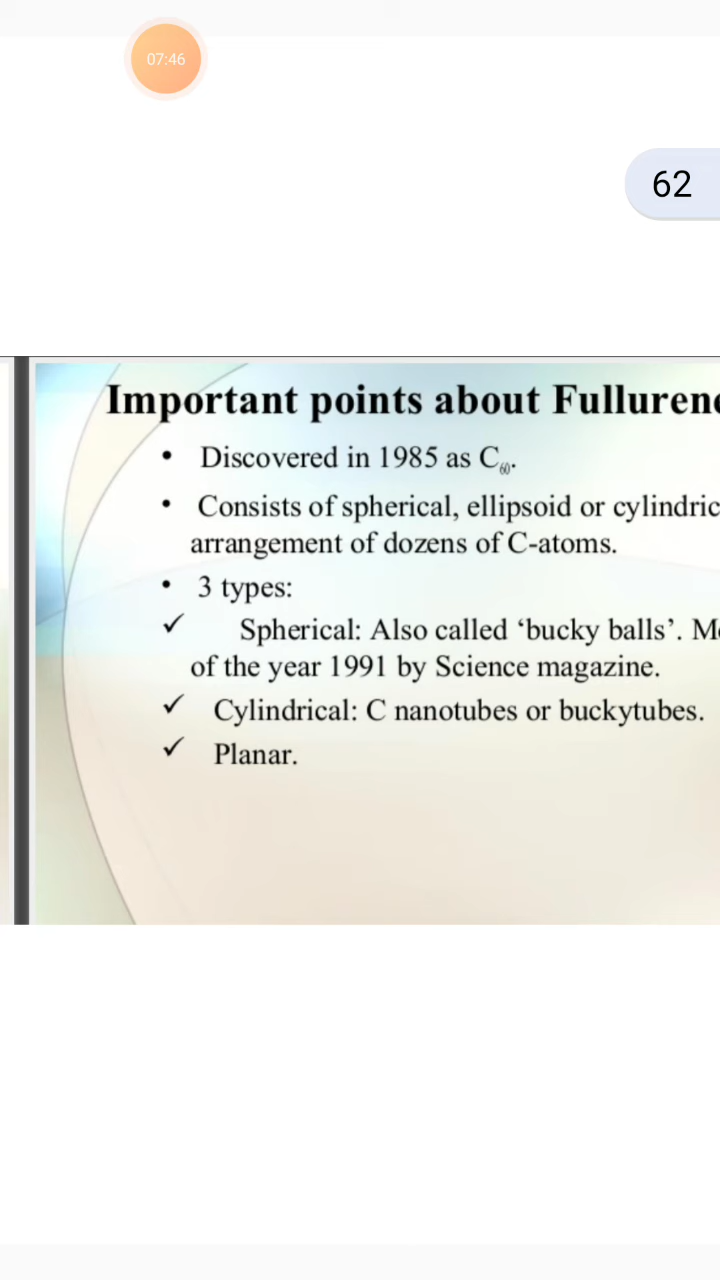 07:46
62
Important points about Fulluren
• Discovered in 1985 as C₆₀.
• Consists of spherical, ellipsoid or cylindric
arrangement of dozens of C-atoms.
• 3 types:
✓ Spherical: Also called ‘bucky balls’. M
of the year 1991 by Science magazine.
✓ Cylindrical: C nanotubes or buckytubes.
✓ Planar.